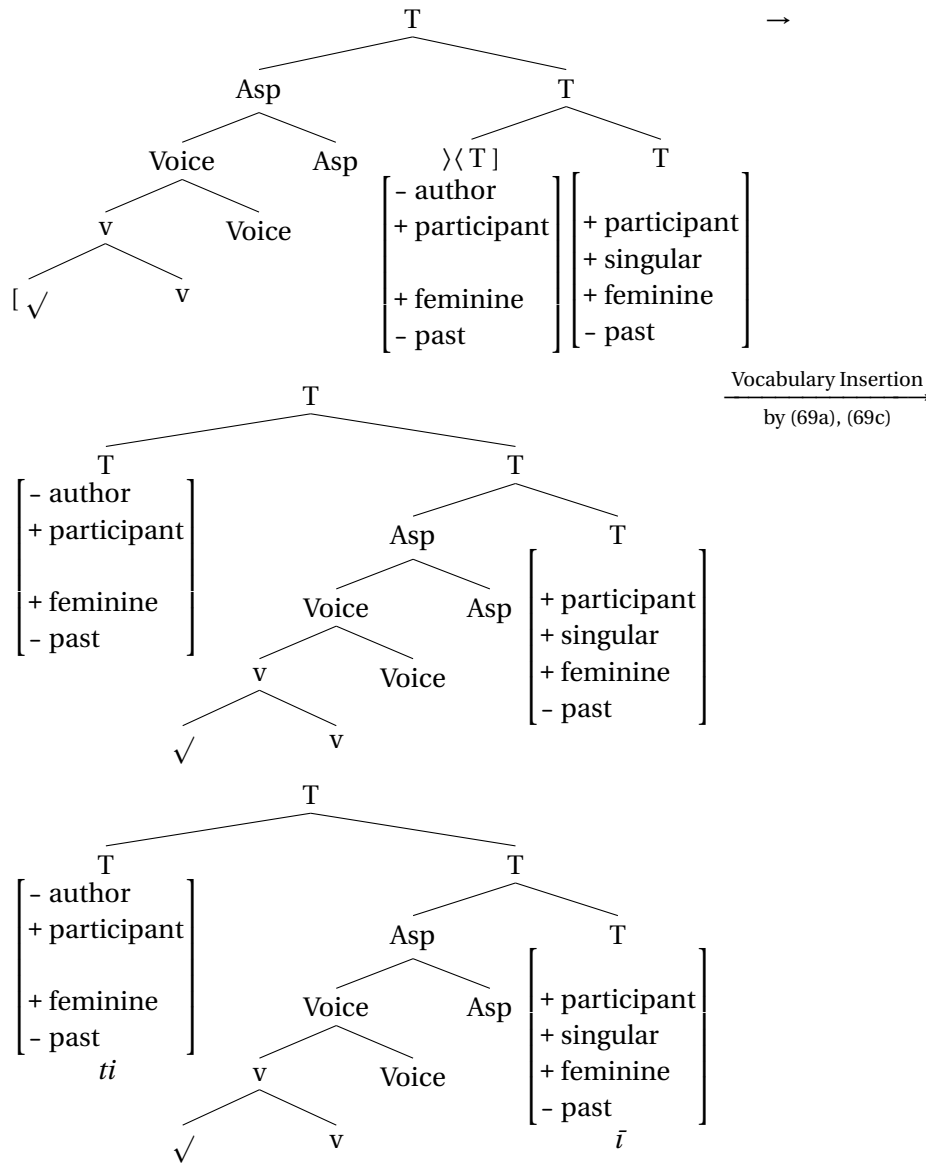 T →
Asp T
Voice Asp ⟩⟨ T ] T
– author
v Voice + participant + participant
+ singular
[ √ v + feminine + feminine
– past – past
T Vocabulary Insertion
by (69a), (69c)
T T
– author
+ participant Asp T
+ feminine Voice Asp + participant
– past + singular
v Voice + feminine
– past
√ v
T
T T
– author
+ participant Asp T
+ feminine Voice Asp + participant
– past + singular
ti v Voice + feminine
– past
√ v ī